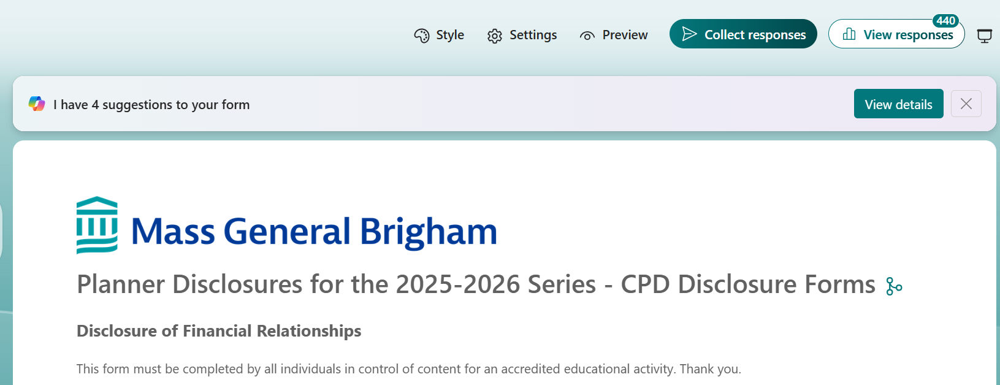 Style Settings Preview Collect responses View responses 440
I have 4 suggestions to your form View details
Mass General Brigham
Planner Disclosures for the 2025-2026 Series - CPD Disclosure Forms
Disclosure of Financial Relationships
This form must be completed by all individuals in control of content for an accredited educational activity. Thank you.